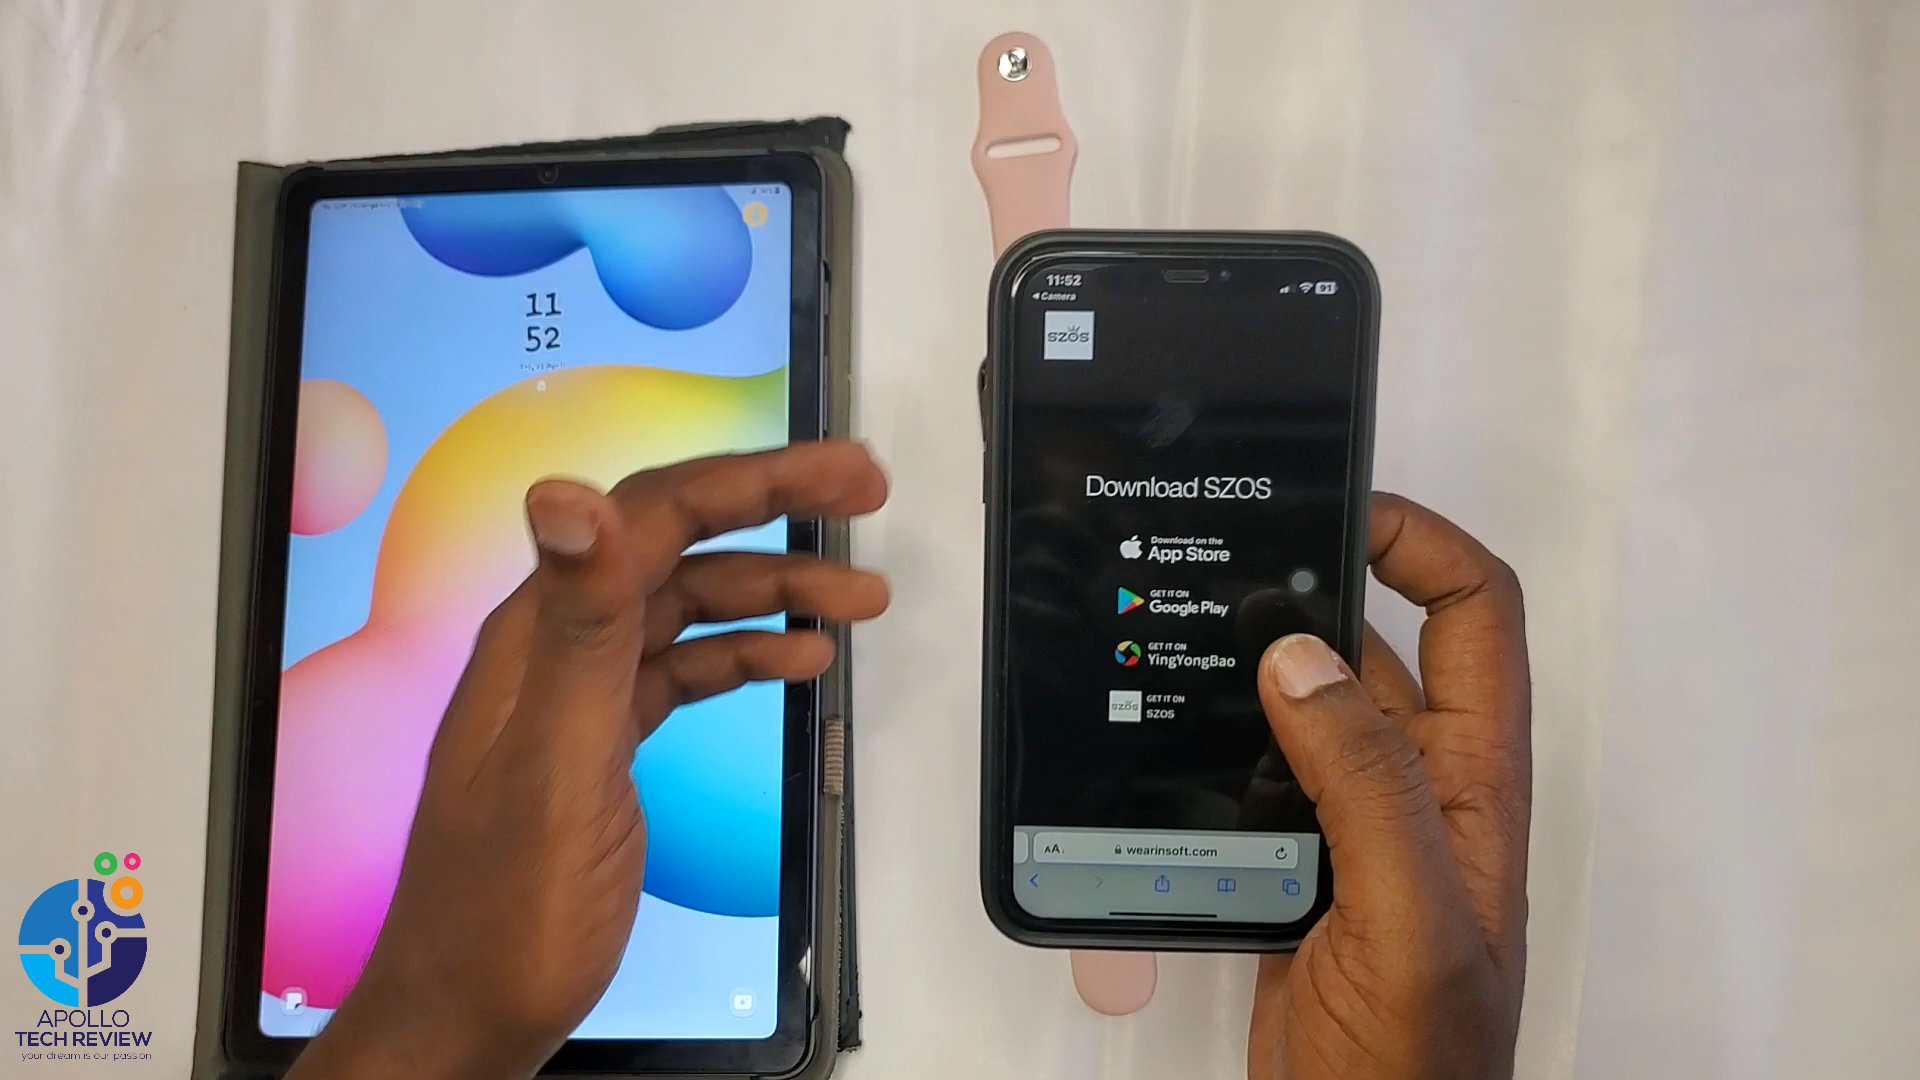 11
52
11:52
Camera
91
SZOS
Download SZOS
Download on the
App Store
GET IT ON
Google Play
GET IT ON
YingYongBao
SZOS
GET IT ON
SZOS
AA
wearinsoft.com
APOLLO
TECH REVIEW
your dream is our passion